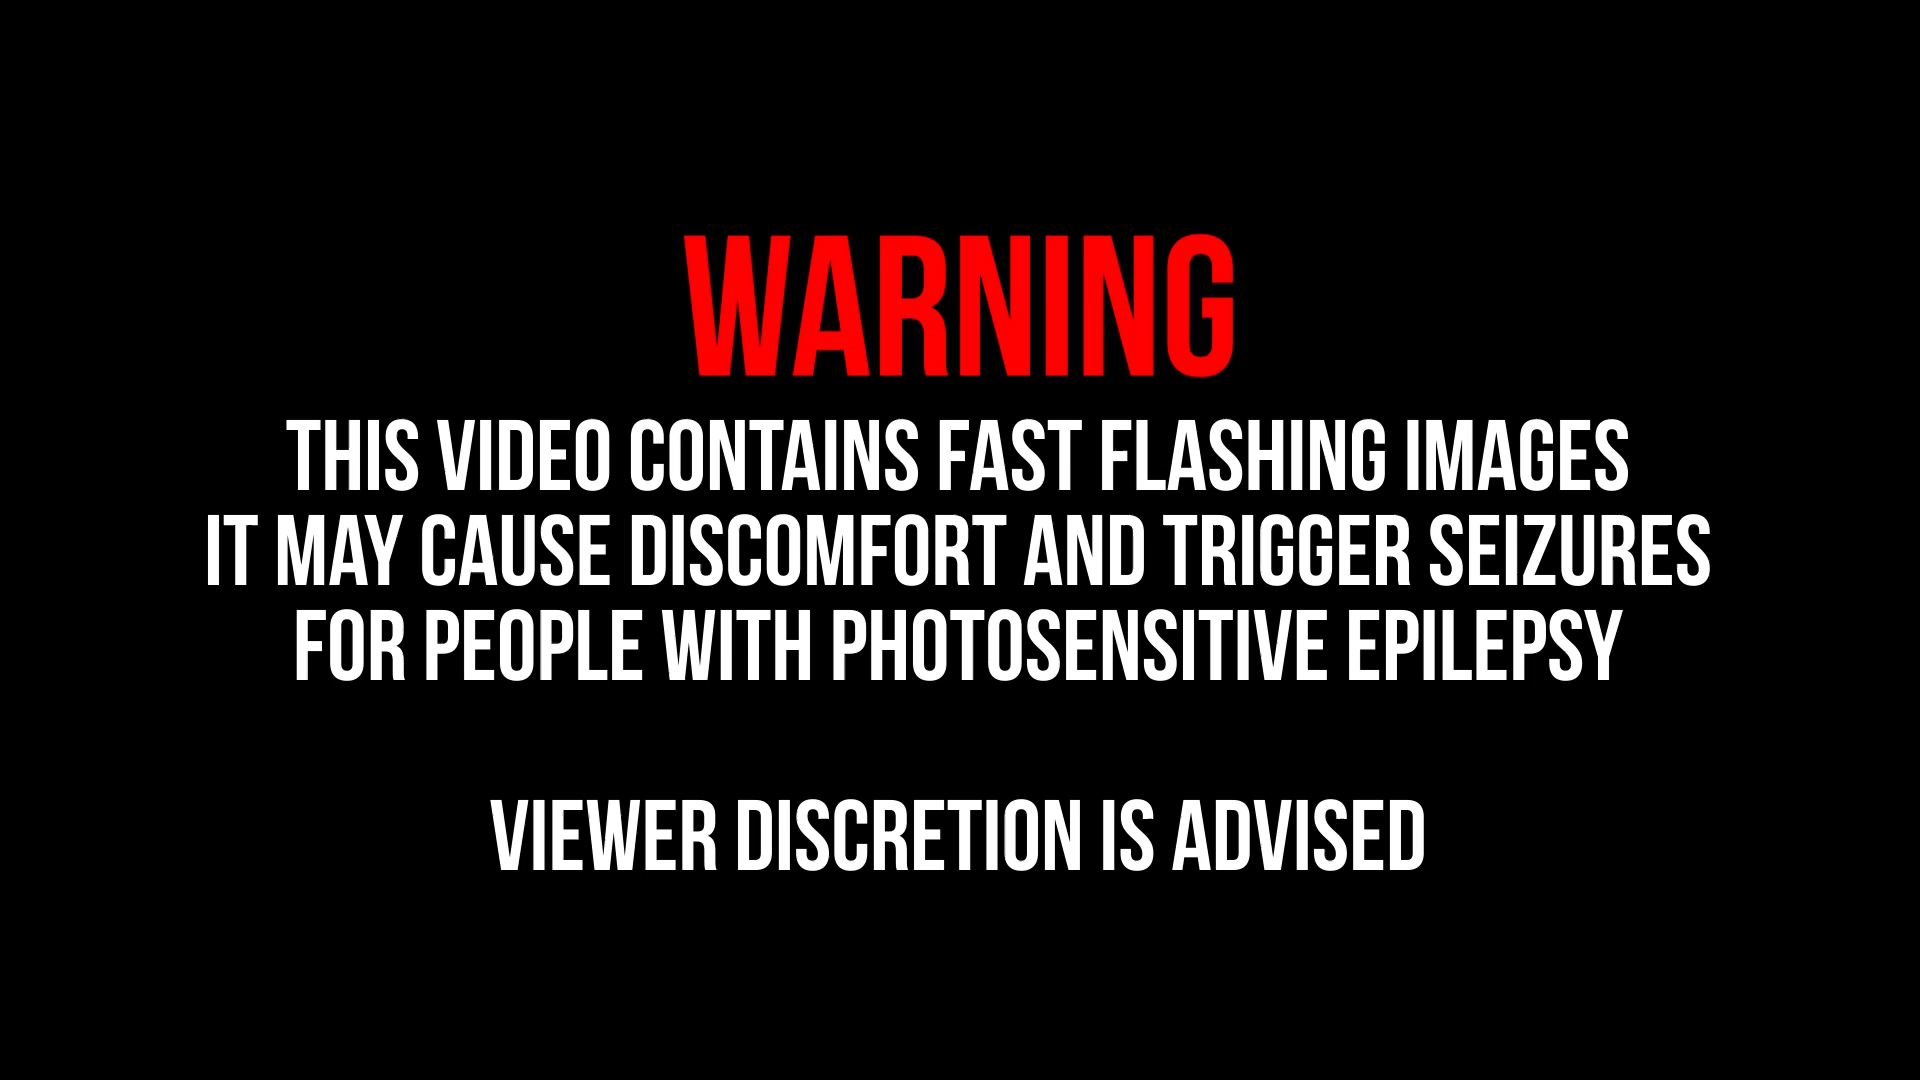 WARNING
THIS VIDEO CONTAINS FAST FLASHING IMAGES
IT MAY CAUSE DISCOMFORT AND TRIGGER SEIZURES
FOR PEOPLE WITH PHOTOSENSITIVE EPILEPSY
VIEWER DISCRETION IS ADVISED